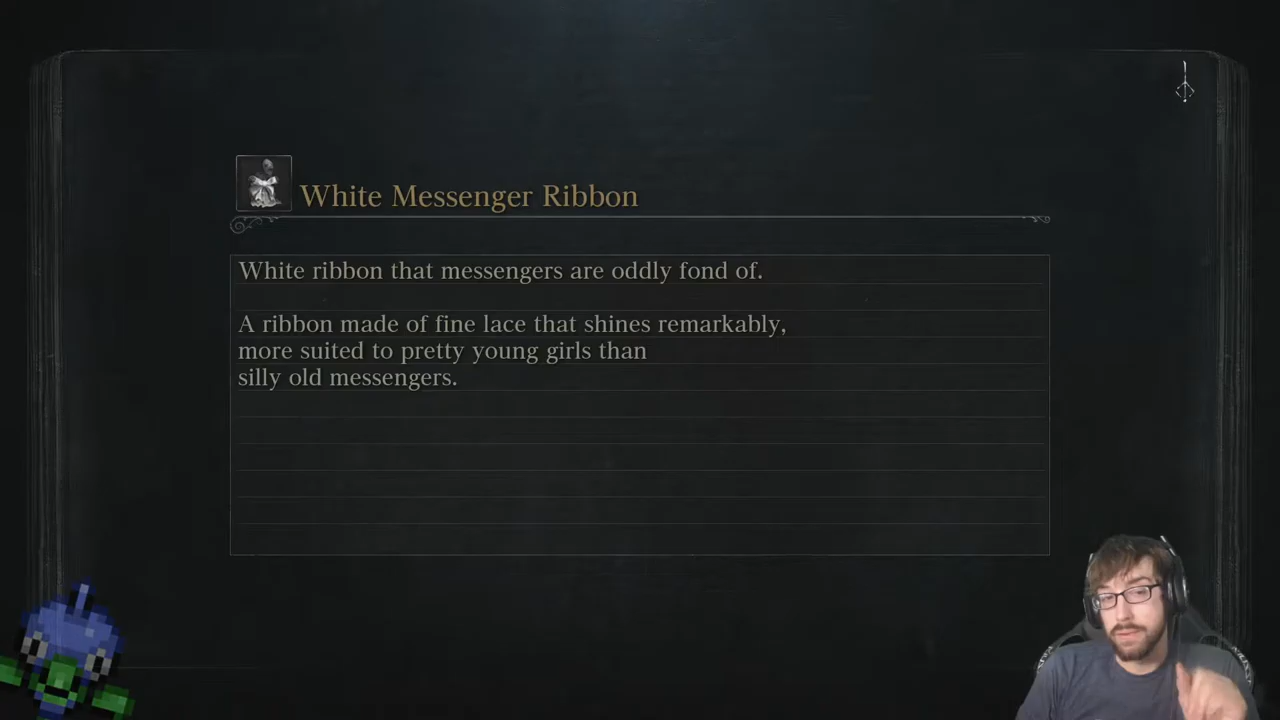 White Messenger Ribbon
White ribbon that messengers are oddly fond of.
A ribbon made of fine lace that shines remarkably,
more suited to pretty young girls than
silly old messengers.